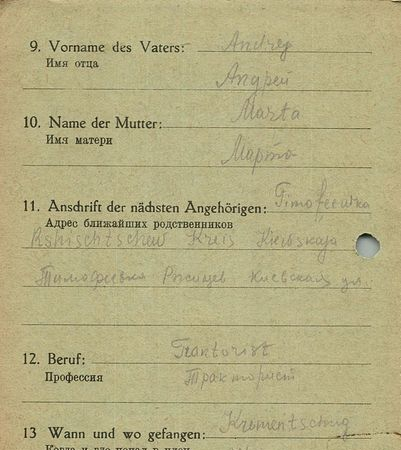 9. Vorname des Vaters: Andrej
Имя отца
Андрей
10. Name der Mutter: Marta
Имя матери
Марта
11. Anschrift der nächsten Angehörigen: Timofeewka
Адрес ближайших родственников
Rshischtschew Kreis Kiewskaja
Тимофевка Ржищев Киевская
12. Beruf: Traktorist
Профессия
Тракторист
13 Wann und wo gefangen: Krementschug